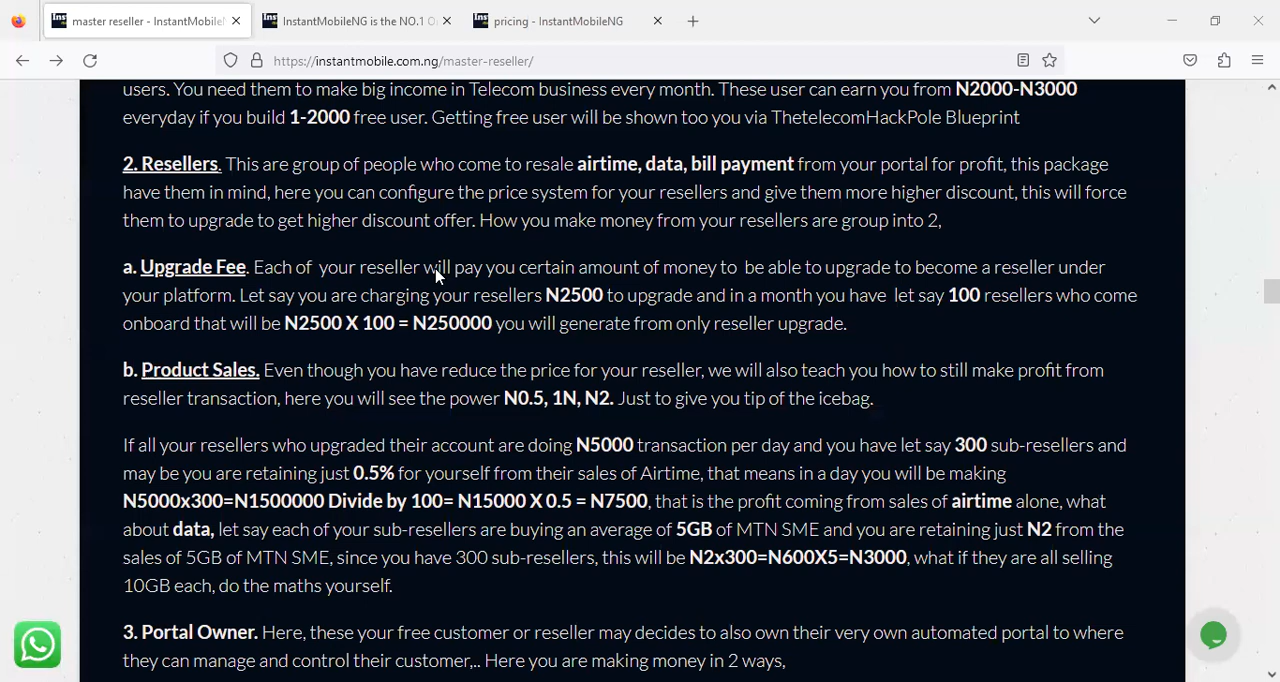 master reseller - InstantMobileN
InstantMobileNG is the NO.1 O
pricing - InstantMobileNG
https://instantmobile.com.ng/master-reseller/
users. You need them to make big income in Telecom business every month. These user can earn you from N2000-N3000
everyday if you build 1-2000 free user. Getting free user will be shown too you via ThetelecomHackPole Blueprint
2. Resellers. This are group of people who come to resale airtime, data, bill payment from your portal for profit, this package
have them in mind, here you can configure the price system for your resellers and give them more higher discount, this will force
them to upgrade to get higher discount offer. How you make money from your resellers are group into 2,
a. Upgrade Fee. Each of your reseller will pay you certain amount of money to be able to upgrade to become a reseller under
your platform. Let say you are charging your resellers N2500 to upgrade and in a month you have let say 100 resellers who come
onboard that will be N2500 X 100 = N250000 you will generate from only reseller upgrade.
b. Product Sales. Even though you have reduce the price for your reseller, we will also teach you how to still make profit from
reseller transaction, here you will see the power N0.5, 1N, N2. Just to give you tip of the icebag.
If all your resellers who upgraded their account are doing N5000 transaction per day and you have let say 300 sub-resellers and
may be you are retaining just 0.5% for yourself from their sales of Airtime, that means in a day you will be making
N5000x300=N1500000 Divide by 100= N15000 X 0.5 = N7500, that is the profit coming from sales of airtime alone, what
about data, let say each of your sub-resellers are buying an average of 5GB of MTN SME and you are retaining just N2 from the
sales of 5GB of MTN SME, since you have 300 sub-resellers, this will be N2x300=N600X5=N3000, what if they are all selling
10GB each, do the maths yourself.
3. Portal Owner. Here, these your free customer or reseller may decides to also own their very own automated portal to where
they can manage and control their customer,.. Here you are making money in 2 ways,